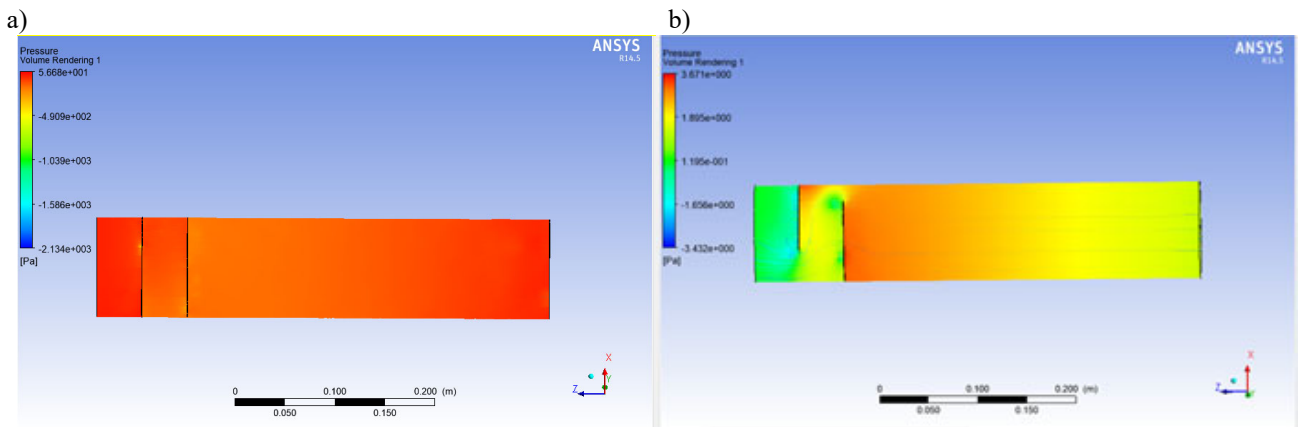 a)
ANSYS
R14.5
Pressure
Volume Rendering 1
5.668e+001
-4.909e+002
-1.039e+003
-1.586e+003
-2.134e+003
[Pa]
X
Y
Z
0 0.100 0.200 (m)
0.050 0.150
b)
ANSYS
R14.5
Pressure
Volume Rendering 1
3.671e+000
1.895e+000
1.195e-001
-1.656e+000
-3.432e+000
[Pa]
X
Z
0 0.100 0.200 (m)
0.050 0.150